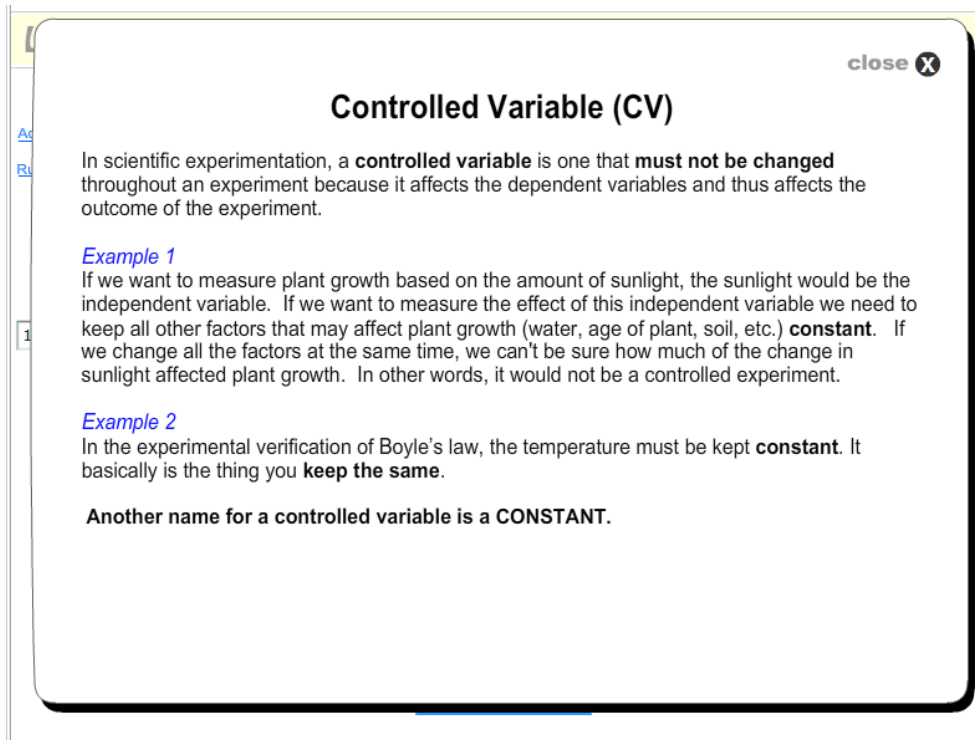 close X
Controlled Variable (CV)
Ac
Ru
In scientific experimentation, a controlled variable is one that must not be changed
throughout an experiment because it affects the dependent variables and thus affects the
outcome of the experiment.
Example 1
If we want to measure plant growth based on the amount of sunlight, the sunlight would be the
independent variable.  If we want to measure the effect of this independent variable we need to
keep all other factors that may affect plant growth (water, age of plant, soil, etc.) constant.   If
we change all the factors at the same time, we can't be sure how much of the change in
sunlight affected plant growth.  In other words, it would not be a controlled experiment.
1
Example 2
In the experimental verification of Boyle’s law, the temperature must be kept constant. It
basically is the thing you keep the same.
Another name for a controlled variable is a CONSTANT.